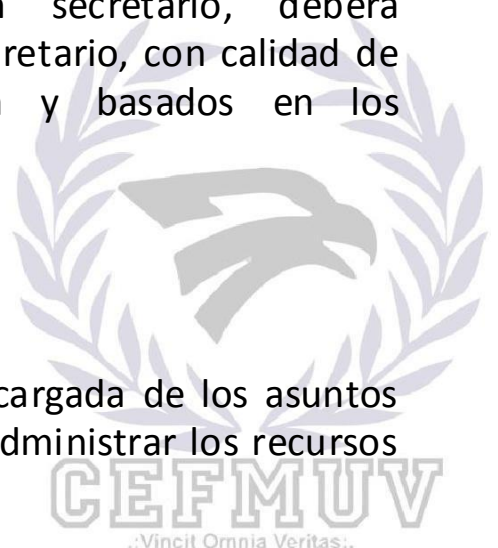 secretario, deberá
retario, con calidad de
y basados en los
cargada de los asuntos
dministrar los recursos
CEFMUV
.:Vincit Omnia Veritas:.